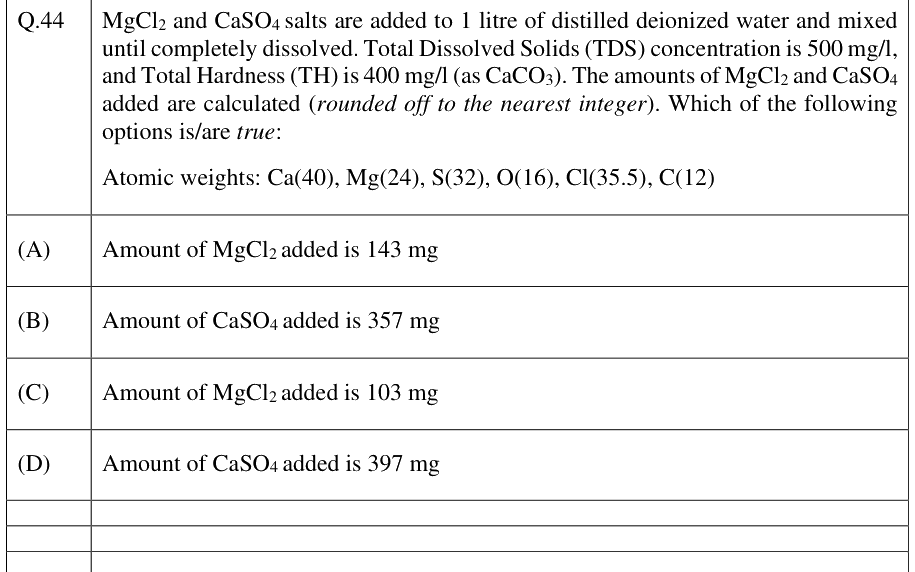 Q.44 MgCl2 and CaSO4 salts are added to 1 litre of distilled deionized water and mixed
until completely dissolved. Total Dissolved Solids (TDS) concentration is 500 mg/l,
and Total Hardness (TH) is 400 mg/l (as CaCO3). The amounts of MgCl2 and CaSO4
added are calculated (rounded off to the nearest integer). Which of the following
options is/are true:
Atomic weights: Ca(40), Mg(24), S(32), O(16), Cl(35.5), C(12)
(A) Amount of MgCl2 added is 143 mg
(B) Amount of CaSO4 added is 357 mg
(C) Amount of MgCl2 added is 103 mg
(D) Amount of CaSO4 added is 397 mg